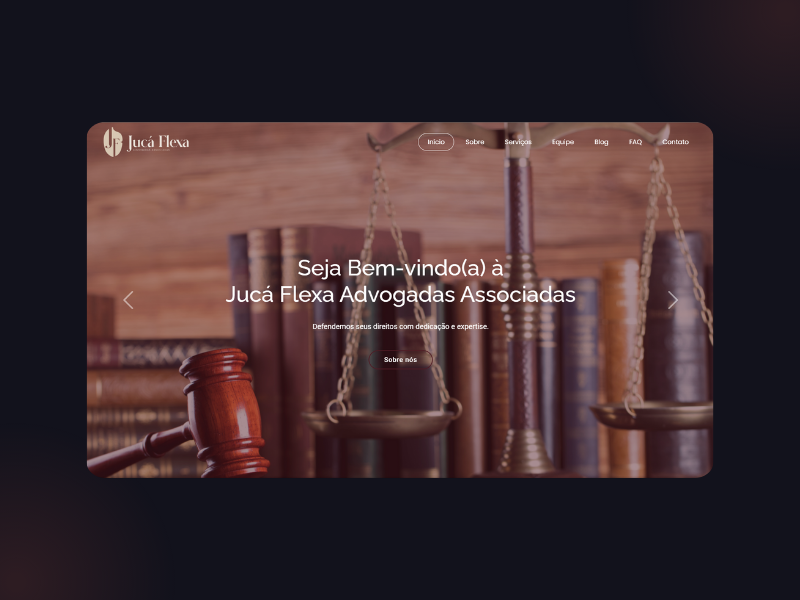 Jucá Flexa
Início Sobre Serviços Equipe Blog FAQ Contato
Seja Bem-vindo(a) à
Jucá Flexa Advogadas Associadas
Defendemos seus direitos com dedicação e expertise.
Sobre nós